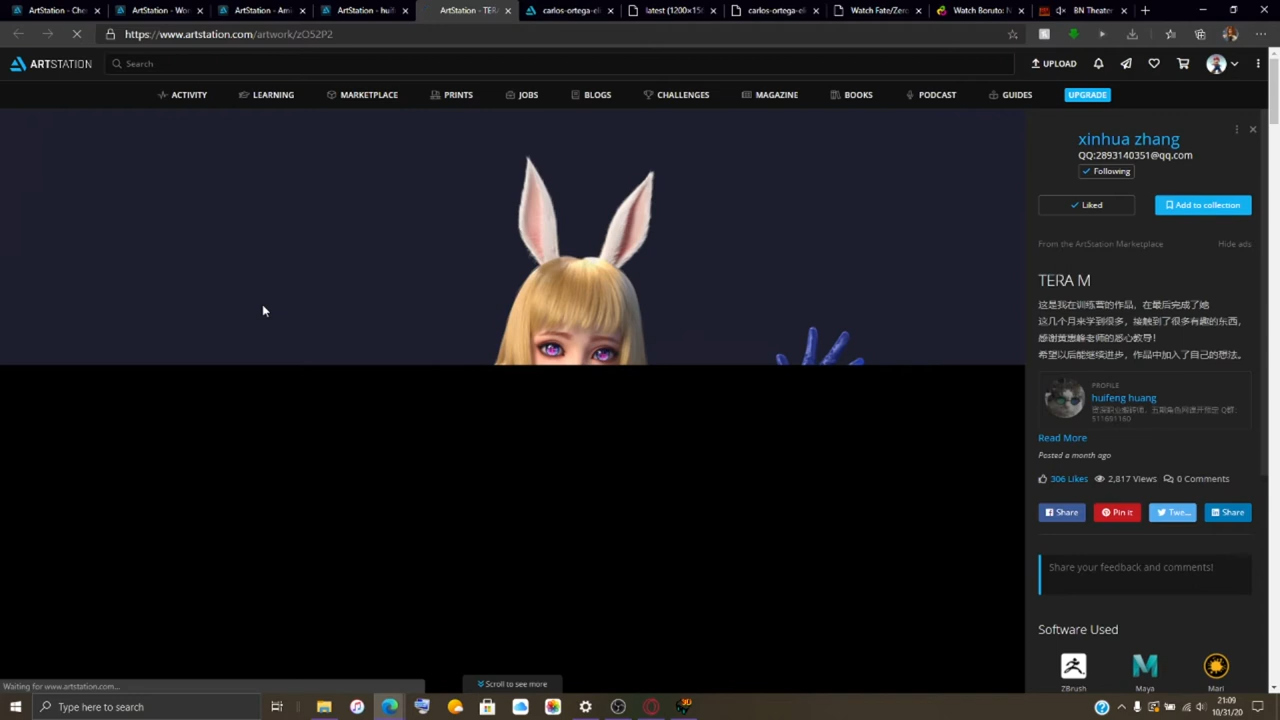 ArtStation - Che
ArtStation - Wor
ArtStation - Ami
ArtStation - huif
ArtStation - TERA
carlos-ortega-eli
latest (1200×150
carlos-ortega-eli
Watch Fate/Zero
Watch Boruto: N
BN Theater
https://www.artstation.com/artwork/zO52P2
ARTSTATION
Search
UPLOAD
ACTIVITY
LEARNING
MARKETPLACE
PRINTS
JOBS
BLOGS
CHALLENGES
MAGAZINE
BOOKS
PODCAST
GUIDES
UPGRADE
xinhua zhang
QQ:2893140351@qq.com
Following
Liked
Add to collection
From the ArtStation Marketplace
Hide ads
TERA M
这是我在训练营的作品，在最后完成了她
这几个月来学到很多，接触到了很多有趣的东西，
感谢黄惠峰老师的悉心教导！
希望以后能继续进步，作品中加入了自己的想法。
PROFILE
huifeng huang
511691160
Read More
Posted a month ago
306 Likes
2,817 Views
0 Comments
Share
Pin it
Twe...
Share
Share your feedback and comments!
Software Used
ZBrush
Maya
Mari
Waiting for www.artstation.com...
Scroll to see more
Type here to search
21:09
10/31/20